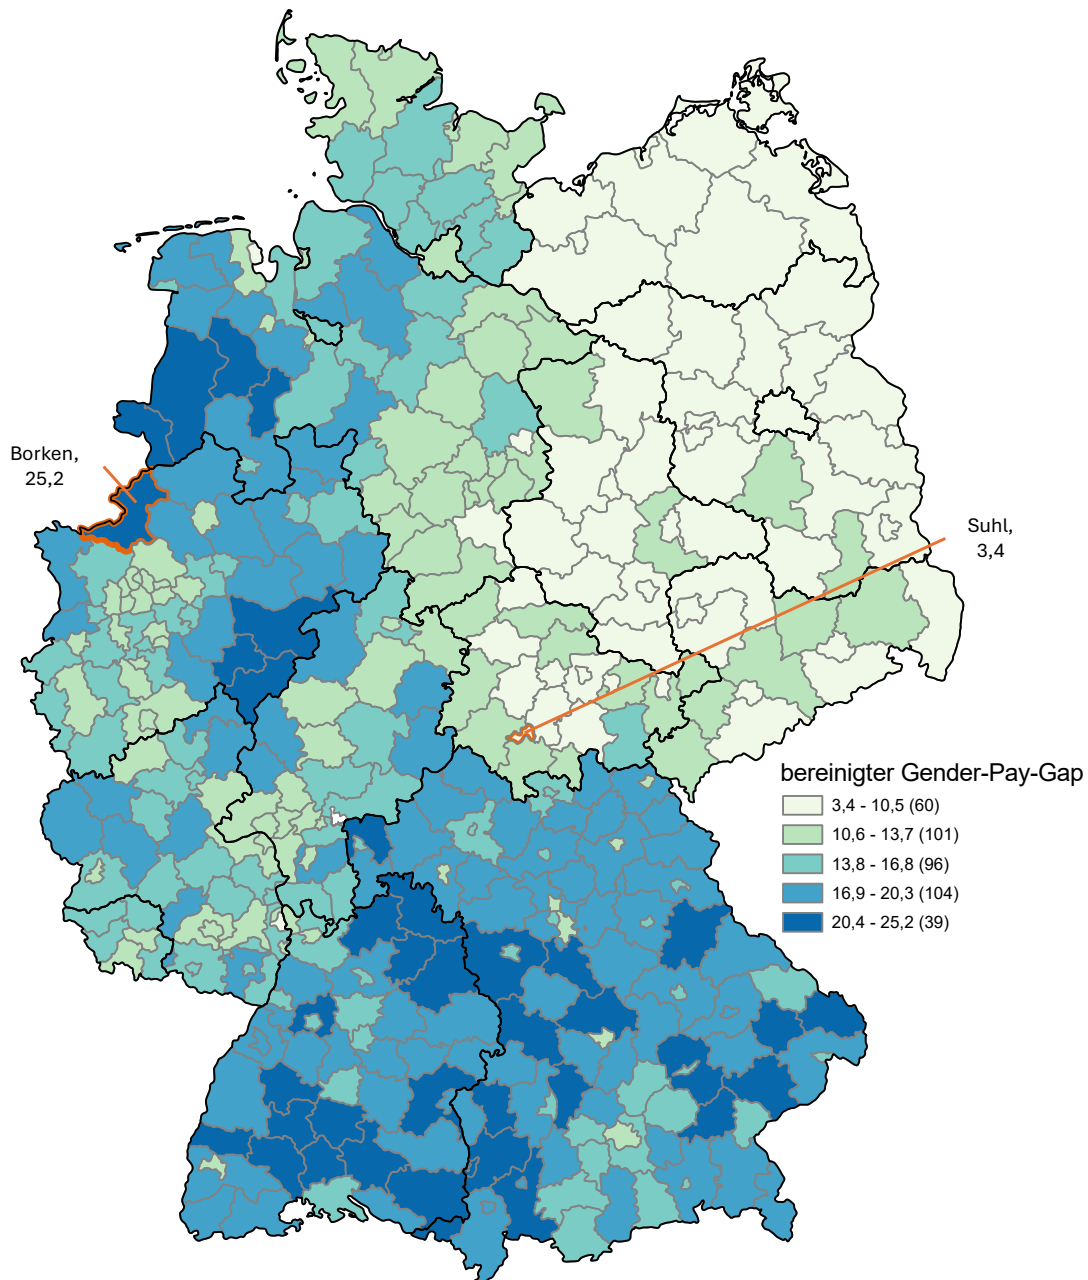 Borken,
25,2
Suhl,
3,4
bereinigter Gender-Pay-Gap
3,4 - 10,5 (60)
10,6 - 13,7 (101)
13,8 - 16,8 (96)
16,9 - 20,3 (104)
20,4 - 25,2 (39)